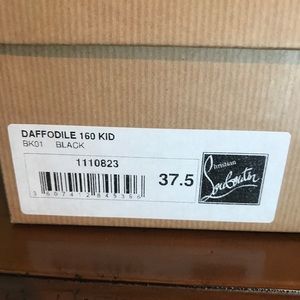 DAFFODILE 160 KID
BK01 BLACK
1110823
37.5
Christian
Louboutin